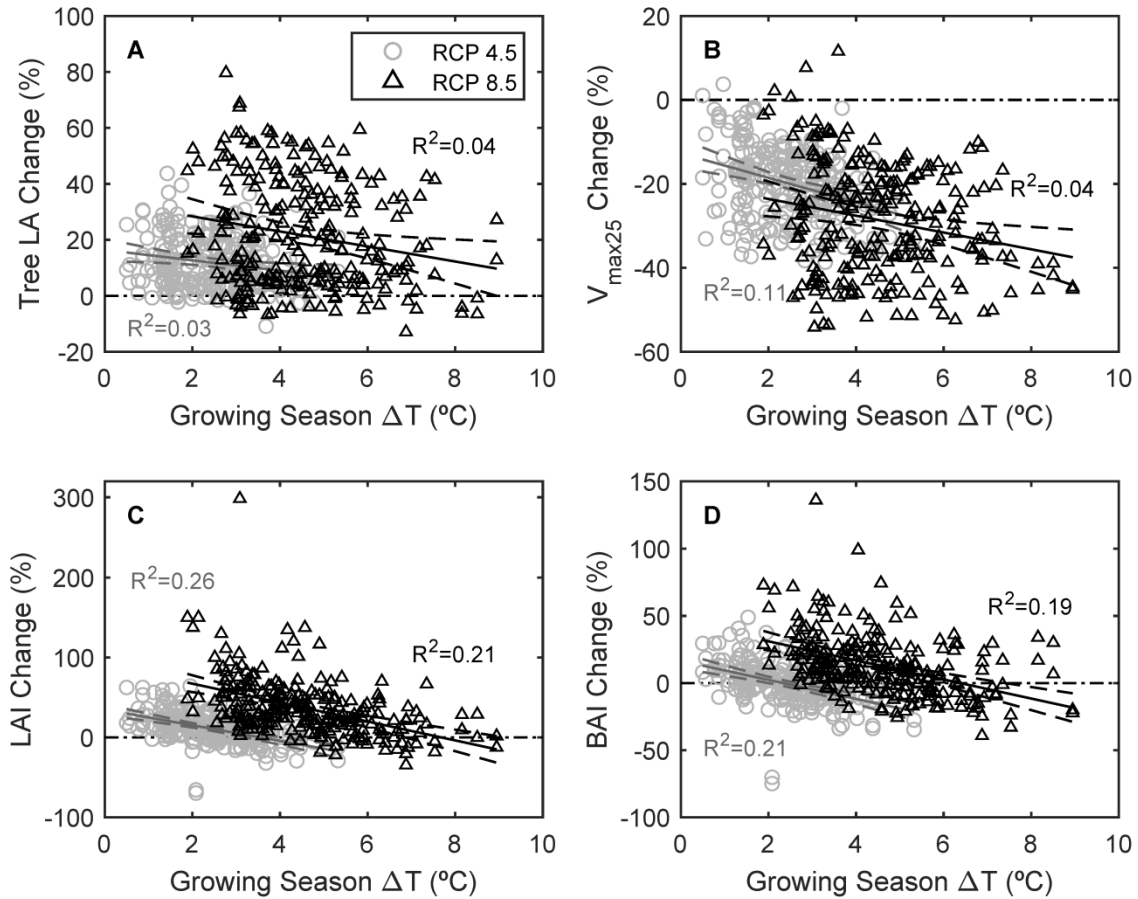 A
RCP 4.5
RCP 8.5
R²=0.04
R²=0.03
100
80
60
40
20
0
-20
0
2
4
6
8
10
Tree LA Change (%)
Growing Season ΔT (ºC)
B
R²=0.04
R²=0.11
20
0
-20
-40
-60
0
2
4
6
8
10
Vmax25 Change (%)
Growing Season ΔT (ºC)
C
R²=0.26
R²=0.21
300
200
100
0
-100
0
2
4
6
8
10
LAI Change (%)
Growing Season ΔT (ºC)
D
R²=0.19
R²=0.21
150
100
50
0
-50
-100
0
2
4
6
8
10
BAI Change (%)
Growing Season ΔT (ºC)